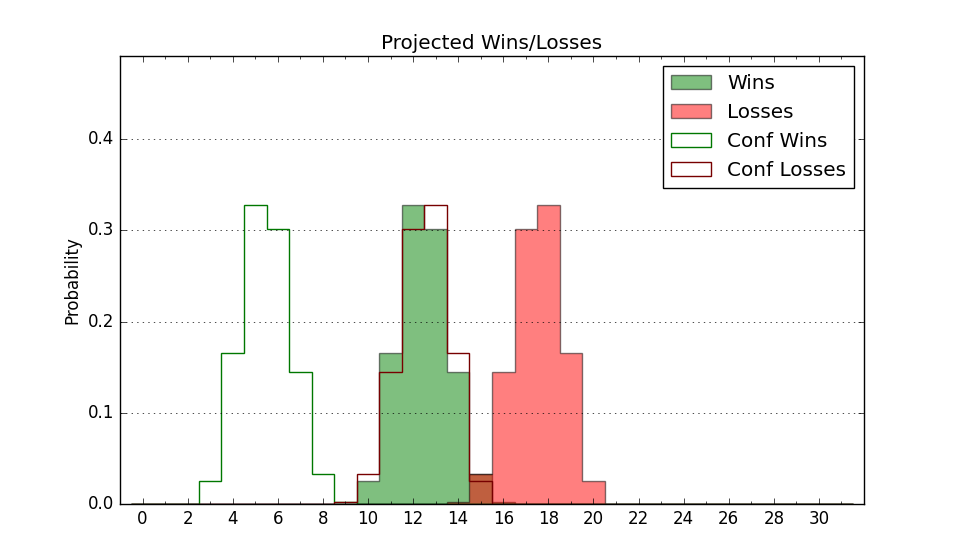 Projected Wins/Losses
Wins
Losses
Conf Wins
Conf Losses
Probability
0.4
0.3
0.2
0.1
0.0
0 2 4 6 8 10 12 14 16 18 20 22 24 26 28 30